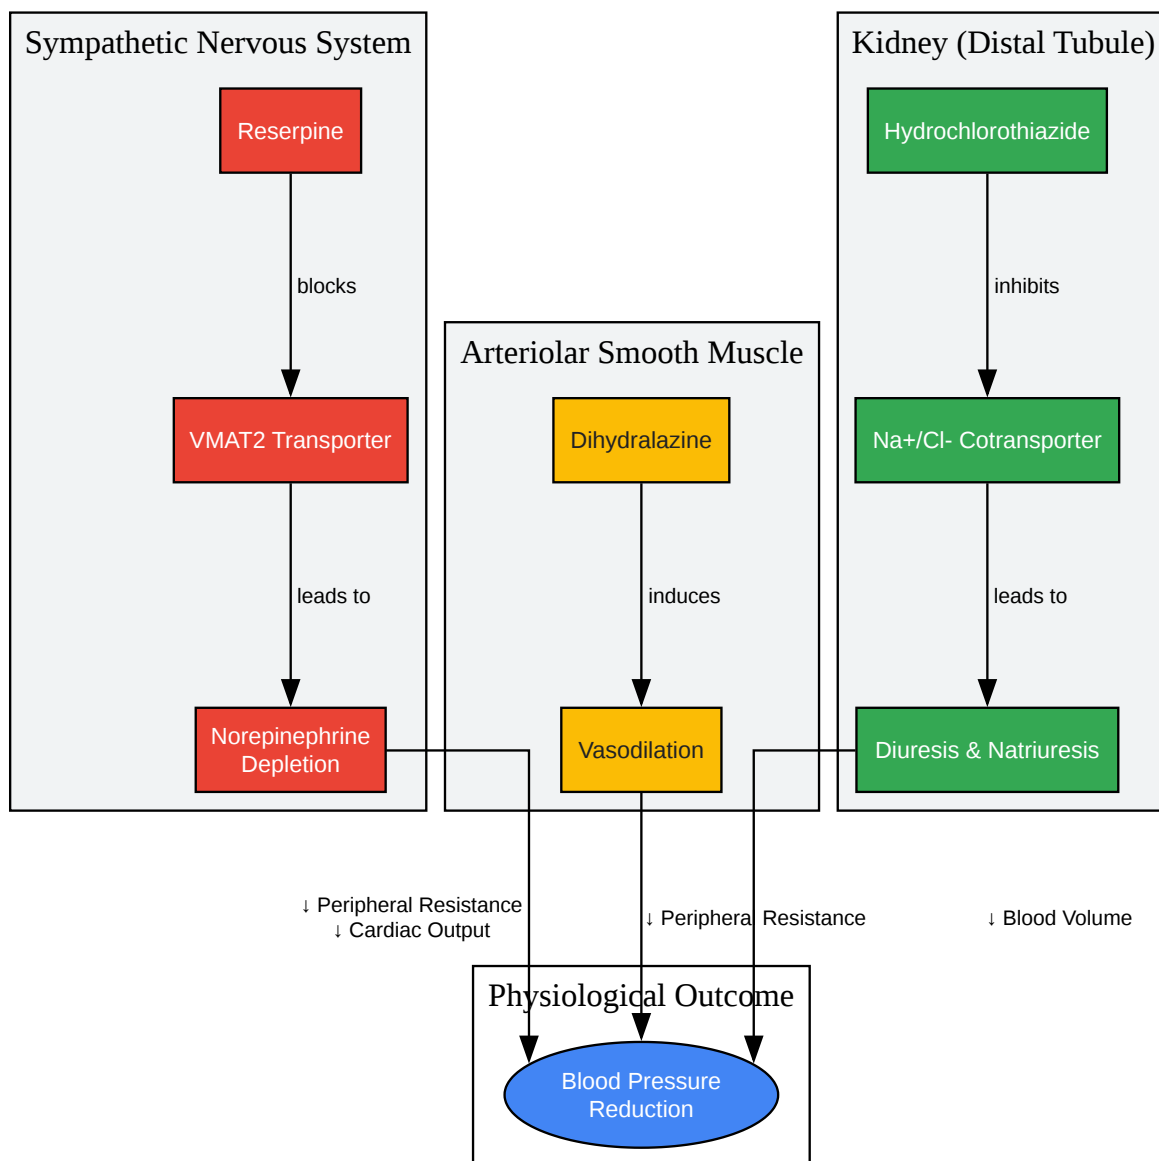 Sympathetic Nervous System
Kidney (Distal Tubule)
Reserpine
Hydrochlorothiazide
blocks
inhibits
Arteriolar Smooth Muscle
VMAT2 Transporter
Dihydralazine
Na+/Cl- Cotransporter
leads to
induces
leads to
Norepinephrine
Depletion
Vasodilation
Diuresis & Natriuresis
↓ Peripheral Resistance
↓ Cardiac Output
↓ Peripheral Resistance
↓ Blood Volume
Physiological Outcome
Blood Pressure
Reduction